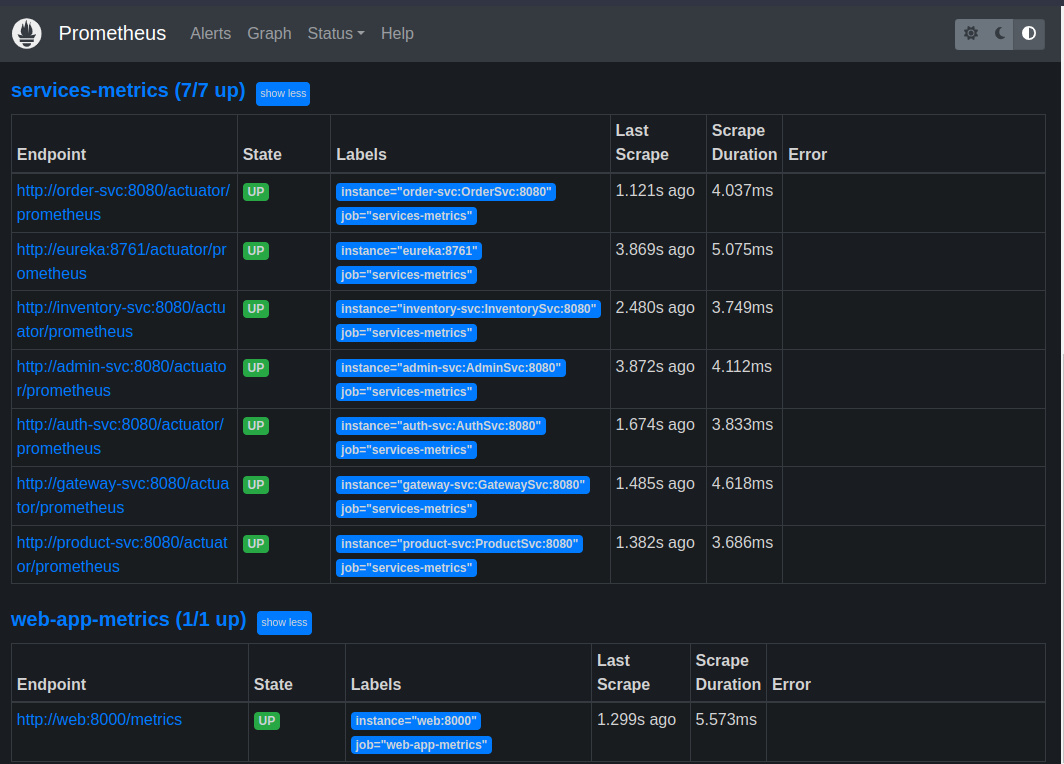 Prometheus Alerts Graph Status Help
services-metrics (7/7 up) show less
Last Scrape
Endpoint State Labels Scrape Duration Error
http://order-svc:8080/actuator/ UP instance="order-svc:OrderSvc:8080" 1.121s ago 4.037ms
prometheus job="services-metrics"
http://eureka:8761/actuator/pr UP instance="eureka:8761" 3.869s ago 5.075ms
ometheus job="services-metrics"
http://inventory-svc:8080/actu UP instance="inventory-svc:InventorySvc:8080" 2.480s ago 3.749ms
ator/prometheus job="services-metrics"
http://admin-svc:8080/actuato UP instance="admin-svc:AdminSvc:8080" 3.872s ago 4.112ms
r/prometheus job="services-metrics"
http://auth-svc:8080/actuator/ UP instance="auth-svc:AuthSvc:8080" 1.674s ago 3.833ms
prometheus job="services-metrics"
http://gateway-svc:8080/actua UP instance="gateway-svc:GatewaySvc:8080" 1.485s ago 4.618ms
tor/prometheus job="services-metrics"
http://product-svc:8080/actuat UP instance="product-svc:ProductSvc:8080" 1.382s ago 3.686ms
or/prometheus job="services-metrics"
web-app-metrics (1/1 up) show less
Last Scrape
Endpoint State Labels Scrape Duration Error
http://web:8000/metrics UP instance="web:8000" 1.299s ago 5.573ms
job="web-app-metrics"